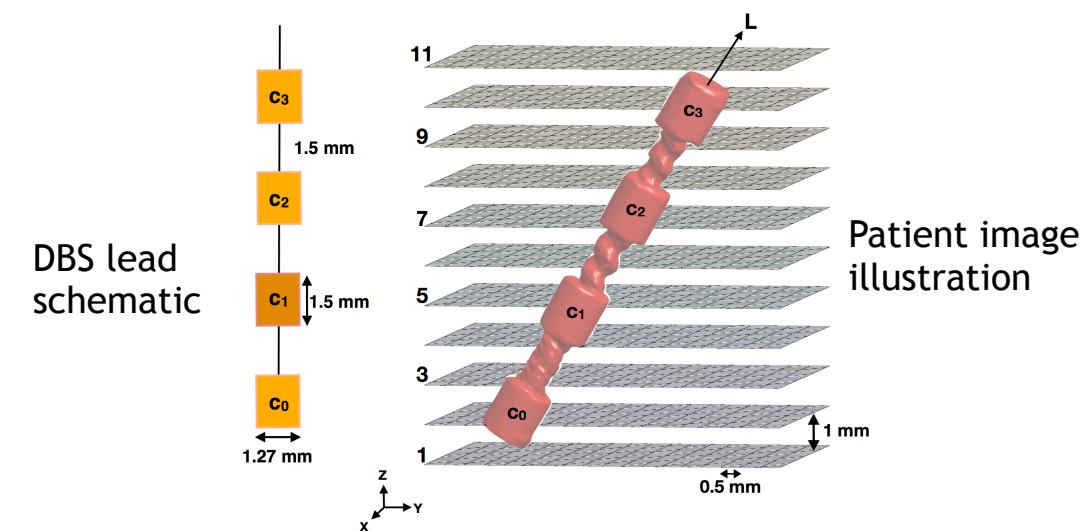 DBS lead
schematic
C3
1.5 mm
C2
C1
1.5 mm
C0
1.27 mm
L
11
9
7
5
3
1
C3
C2
C1
C0
1 mm
0.5 mm
Z
Y
X
Patient image
illustration